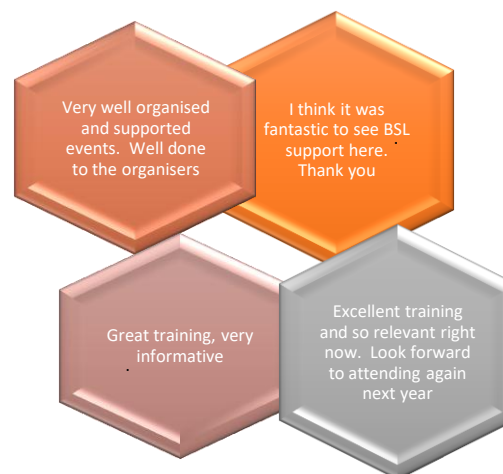 Very well organised
and supported
events.  Well done
to the organisers
I think it was
fantastic to see BSL
support here.
Thank you
Great training, very
informative
.
Excellent training
and so relevant right
now.  Look forward
to attending again
next year